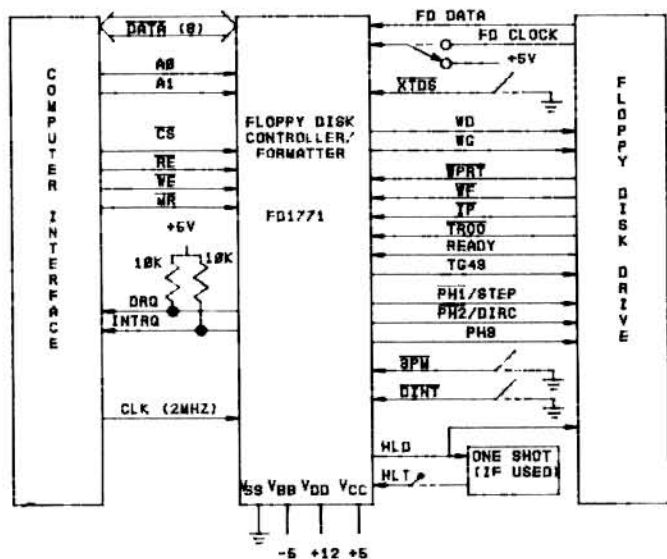 COMPUTER INTERFACE
DATA (8)
A0
A1
CS
RE
WE
MR
+5V
10K
10K
DRQ
INTRQ
CLK (2MHZ)
FLOPPY DISK
CONTROLLER/
FORMATTER
FD1771
VSS VBB VDD VCC
-5 +12 +5
FD DATA
FD CLOCK
+5V
XTDS
WD
WG
WPRT
WF
IP
TR00
READY
TG43
PH1/STEP
PH2/DIRC
PH3
3PM
DINT
HLD
HLT
ONE SHOT
(IF USED)
FLOPPY DISK DRIVE